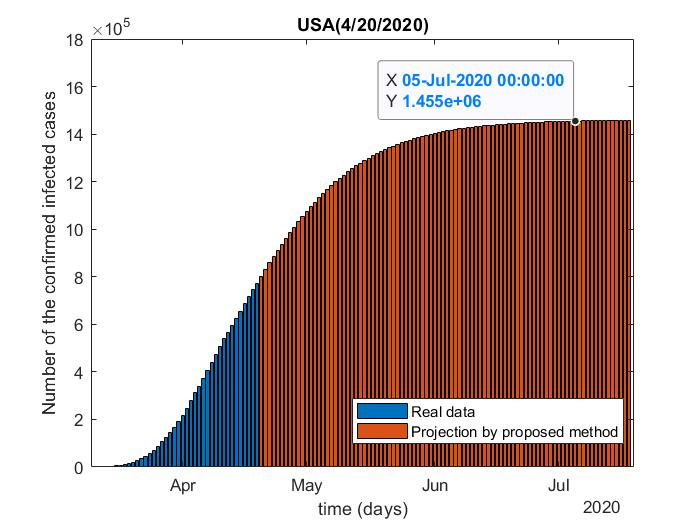 USA(4/20/2020)
×10⁵
18
16
14
12
10
8
6
4
2
0
Number of the confirmed infected cases
X 05-Jul-2020 00:00:00
Y 1.455e+06
Real data
Projection by proposed method
Apr May Jun Jul
time (days)
2020